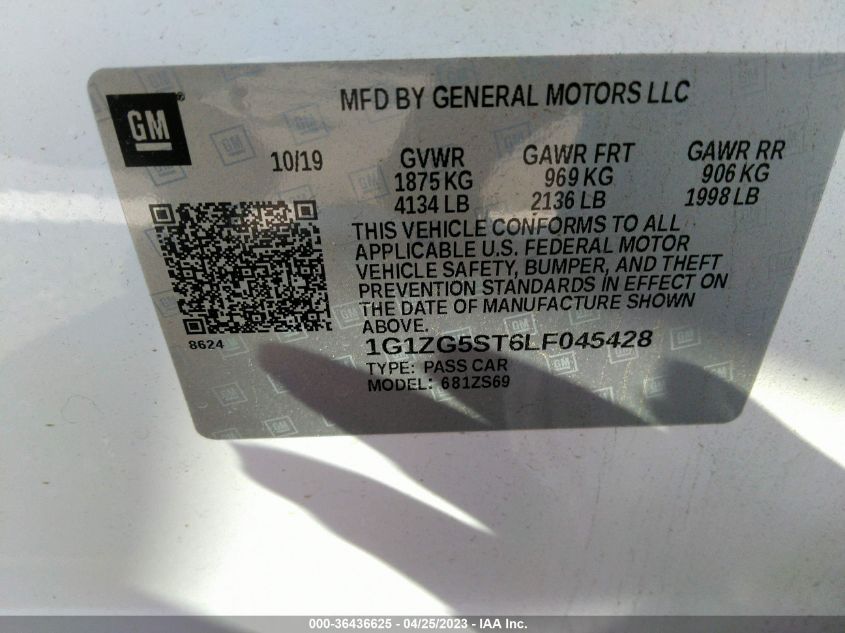 GM
MFD BY GENERAL MOTORS LLC
10/19
GVWR GAWR FRT GAWR RR
1875 KG 969 KG 906 KG
4134 LB 2136 LB 1998 LB
THIS VEHICLE CONFORMS TO ALL
APPLICABLE U.S. FEDERAL MOTOR
VEHICLE SAFETY, BUMPER, AND THEFT
PREVENTION STANDARDS IN EFFECT ON
THE DATE OF MANUFACTURE SHOWN
ABOVE.
8624
1G1ZG5ST6LF045428
TYPE: PASS CAR
MODEL: 681ZS69
000-36436625 - 04/25/2023 - IAA Inc.